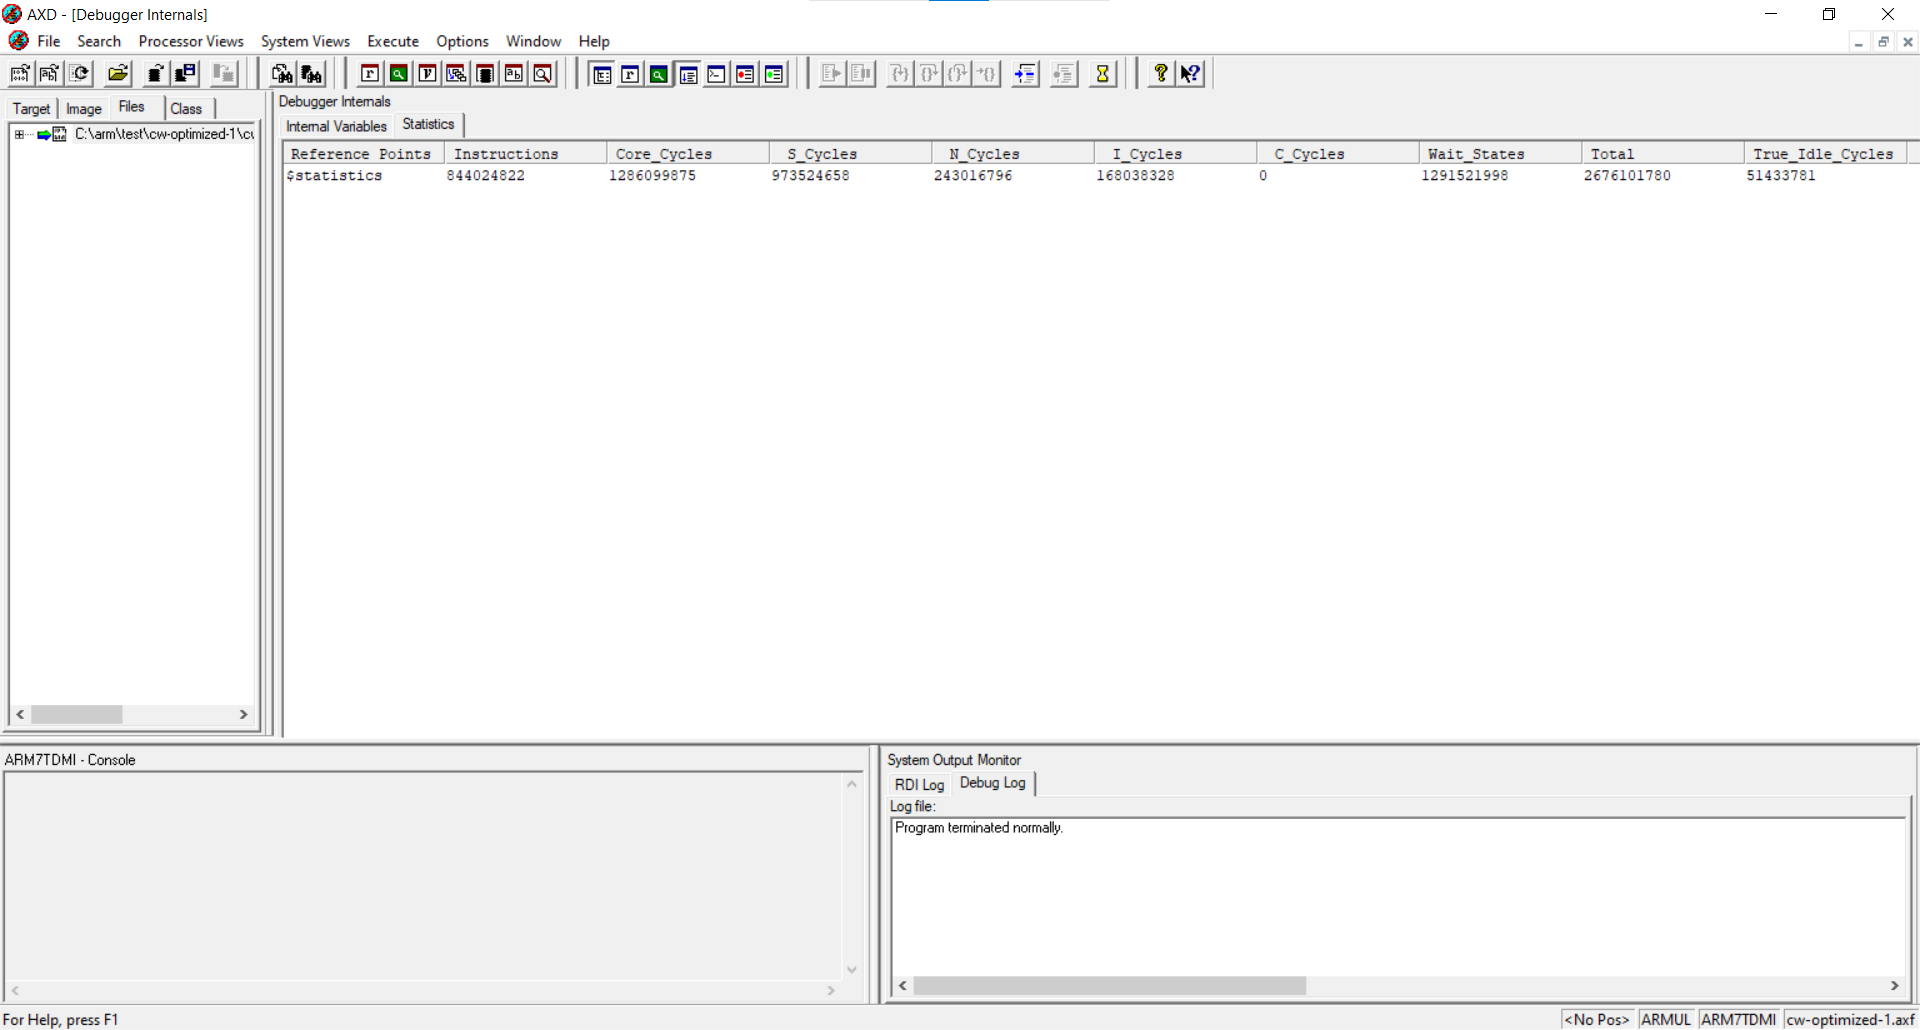 AXD - [Debugger Internals]
File Search Processor Views System Views Execute Options Window Help
Target Image Files Class
C:\arm\test\cw-optimized-1\cw
Debugger Internals
Internal Variables Statistics
Reference Points Instructions Core_Cycles S_Cycles N_Cycles I_Cycles C_Cycles Wait_States Total True_Idle_Cycles
$statistics 844024822 1286099875 973524658 243016796 168038328 0 1291521998 2676101780 51433781
ARM7TDMI - Console
System Output Monitor
RDI Log Debug Log
Log file:
Program terminated normally.
For Help, press F1
<No Pos> ARMUL ARM7TDMI cw-optimized-1.axf